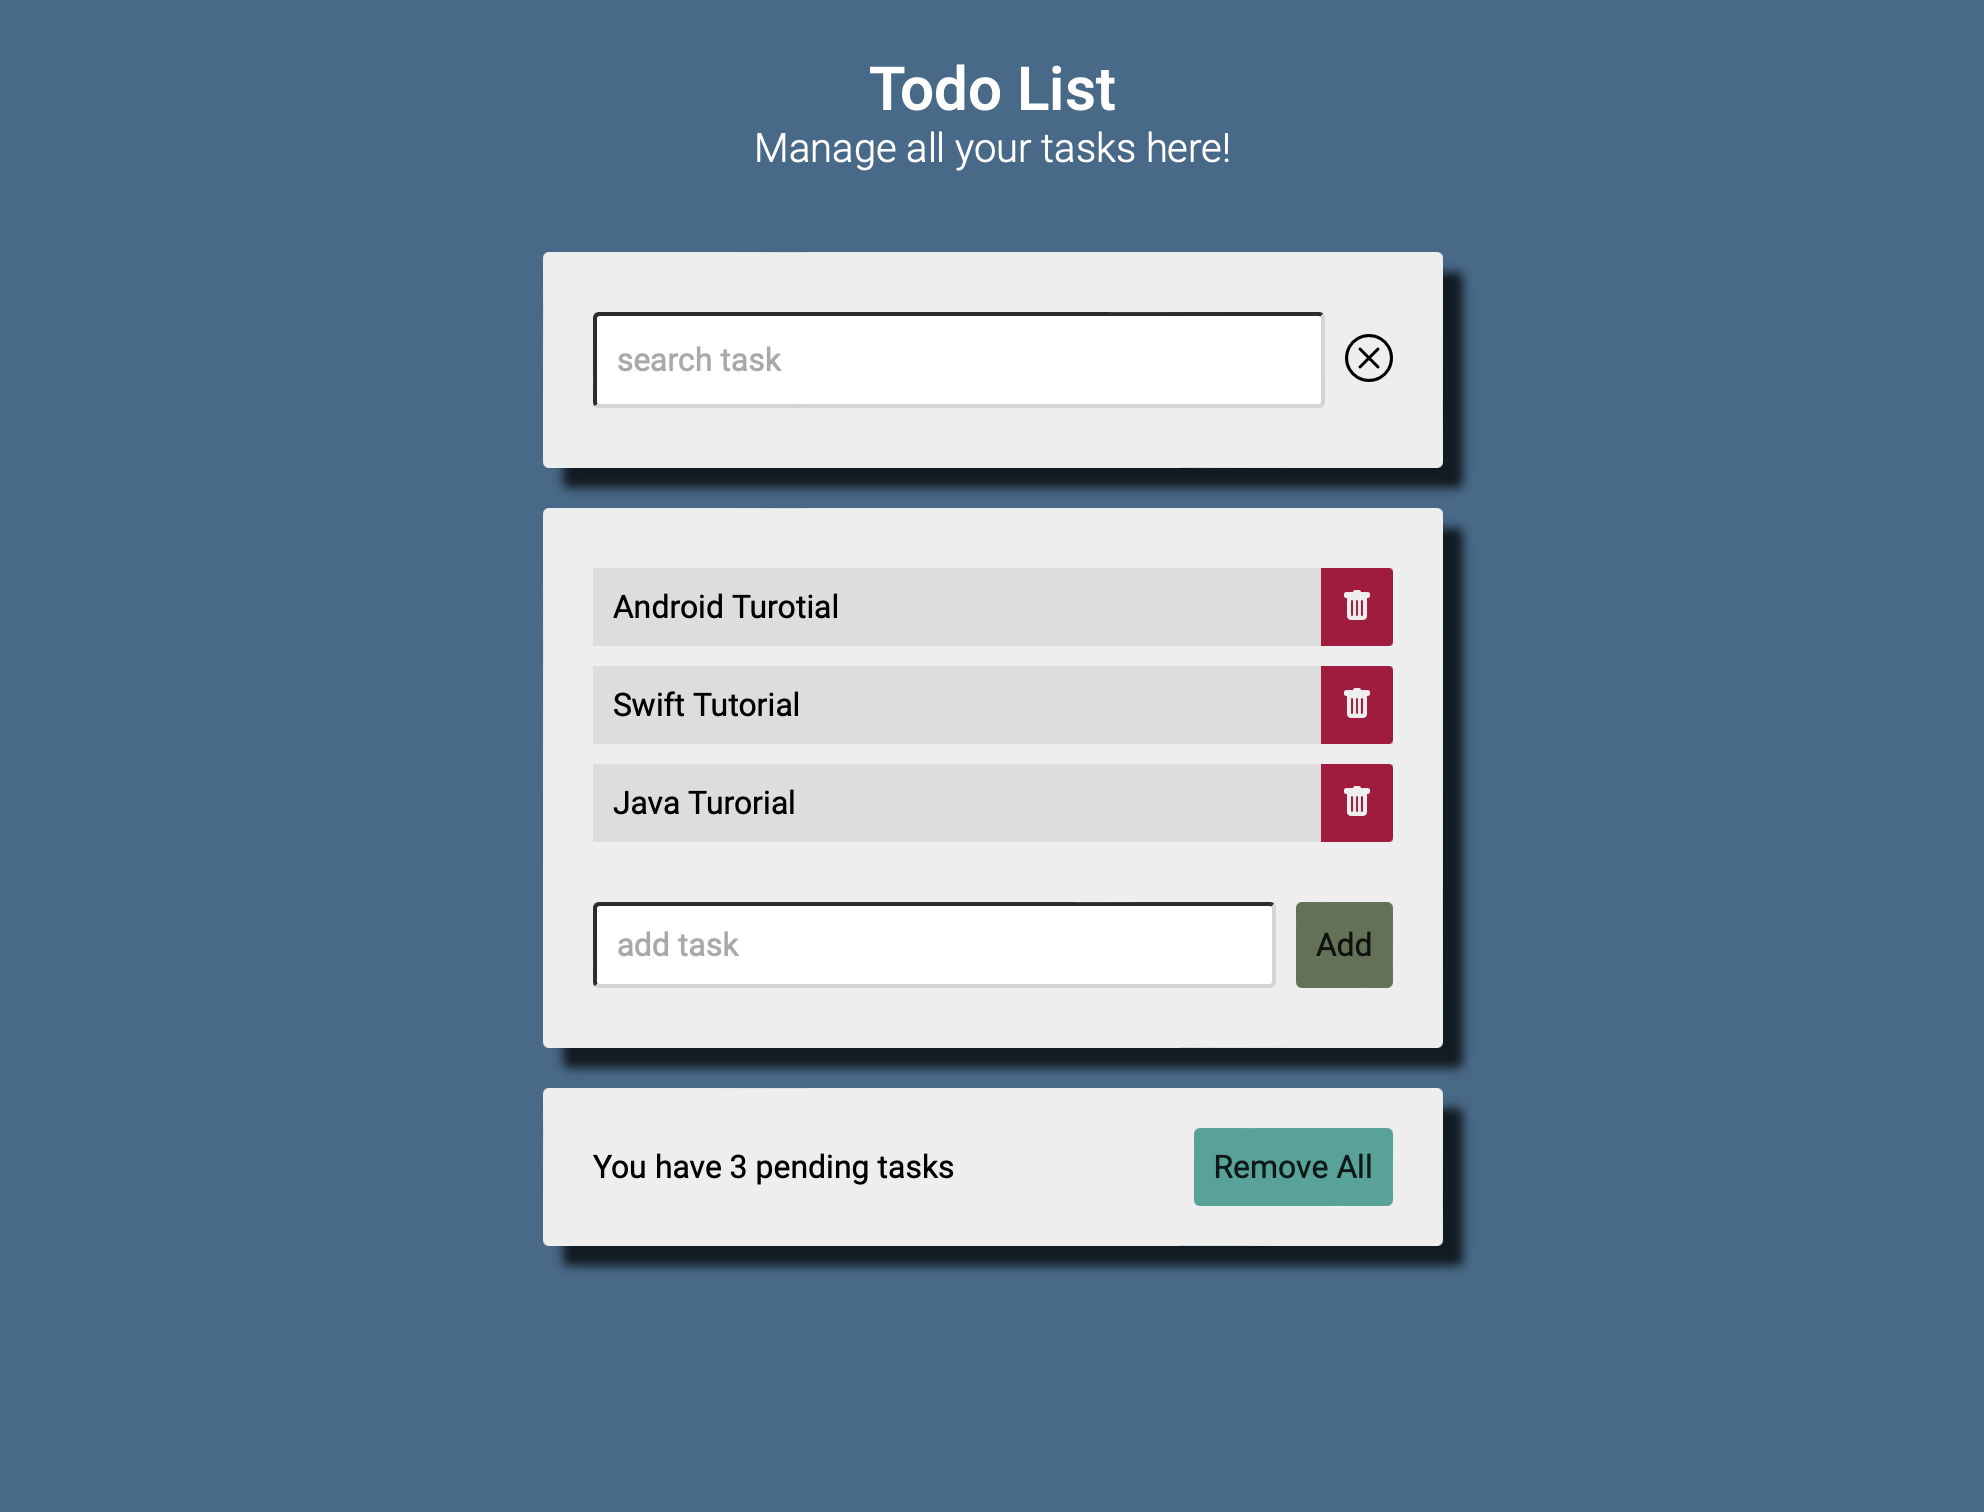 Todo List
Manage all your tasks here!
search task
Android Turotial
Swift Tutorial
Java Turorial
add task
Add
You have 3 pending tasks
Remove All